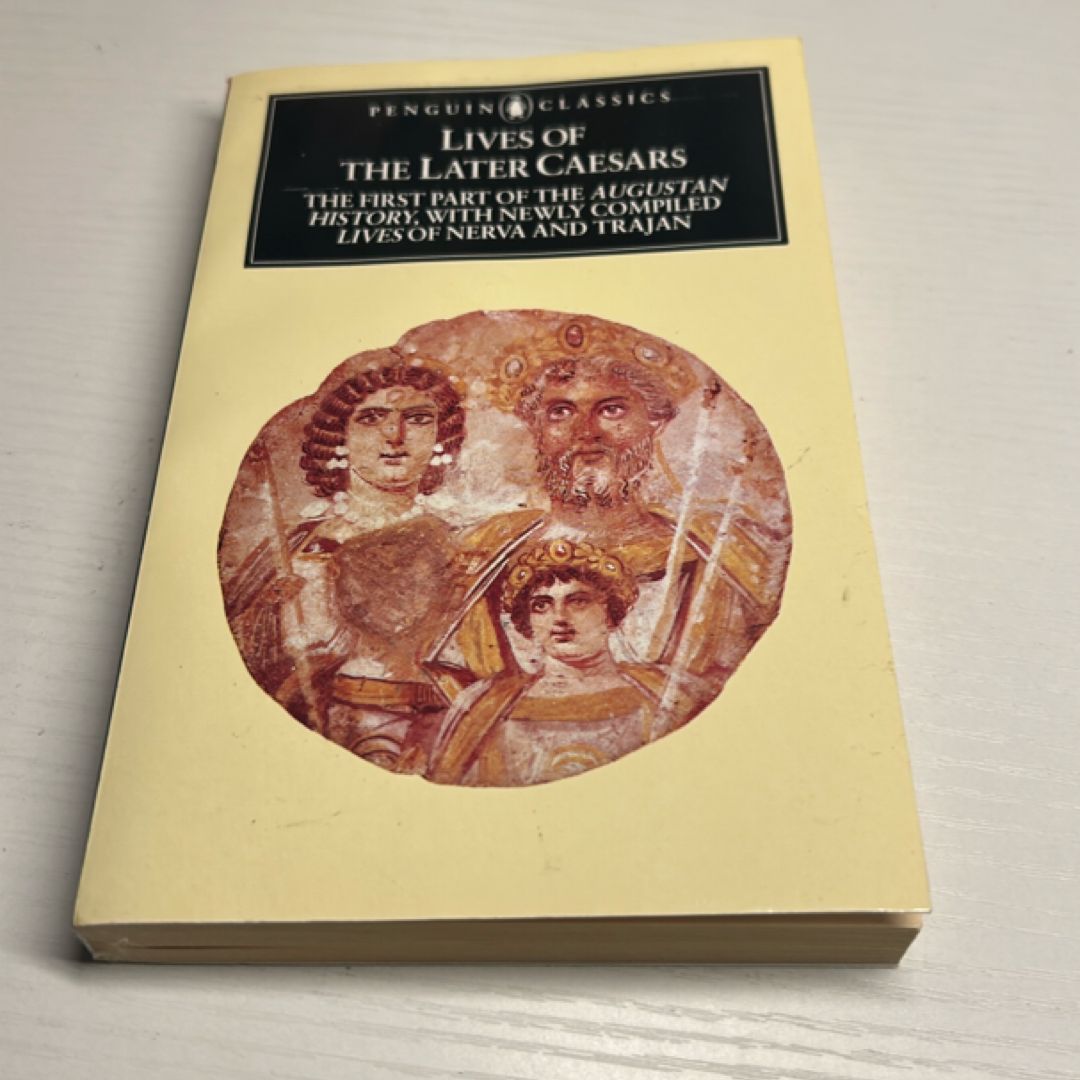 PENGUIN CLASSICS
LIVES OF
THE LATER CAESARS
THE FIRST PART OF THE AUGUSTAN
HISTORY, WITH NEWLY COMPILED
LIVES OF NERVA AND TRAJAN